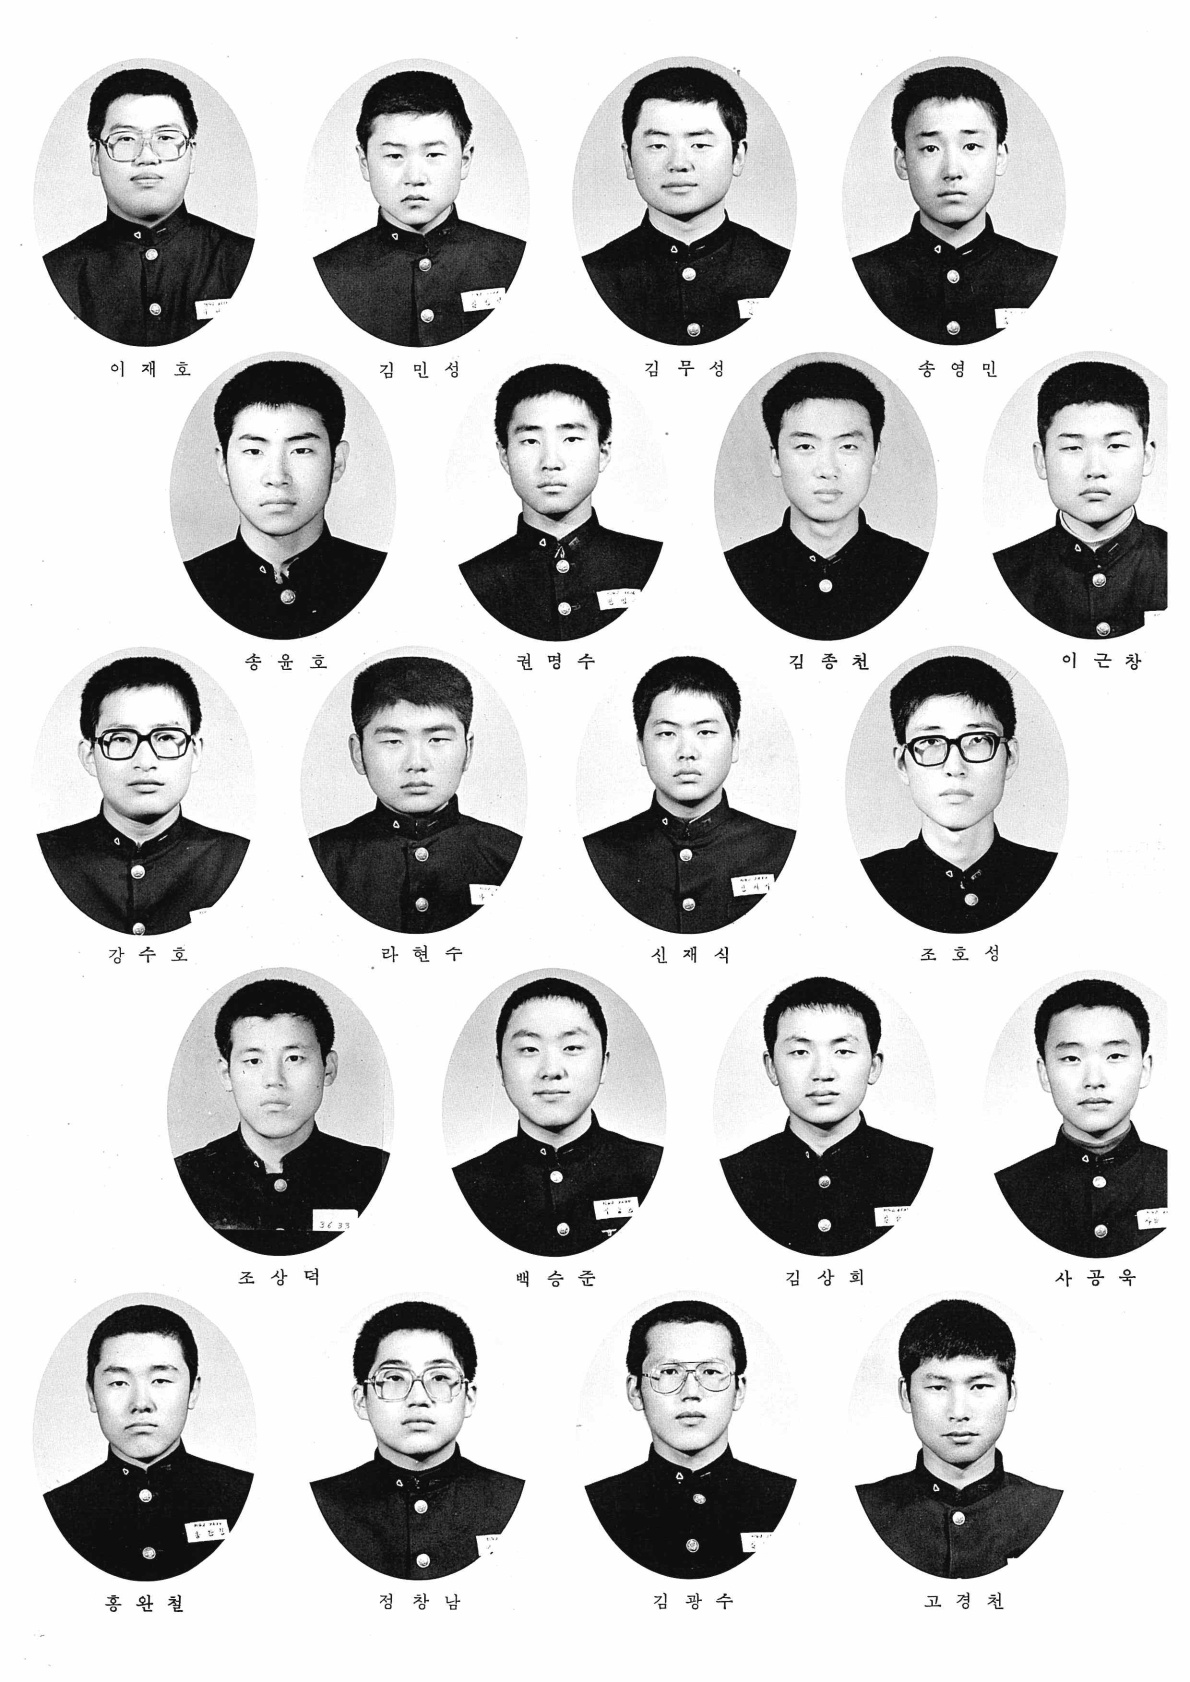 이재호 김민성 김무성 송영민
송윤호 권명수 김종천 이근창
강수호 라현수 신재식 조호성
3633
조상덕 백승준 김상희 사공욱
홍완철 정창남 김광수 고경천